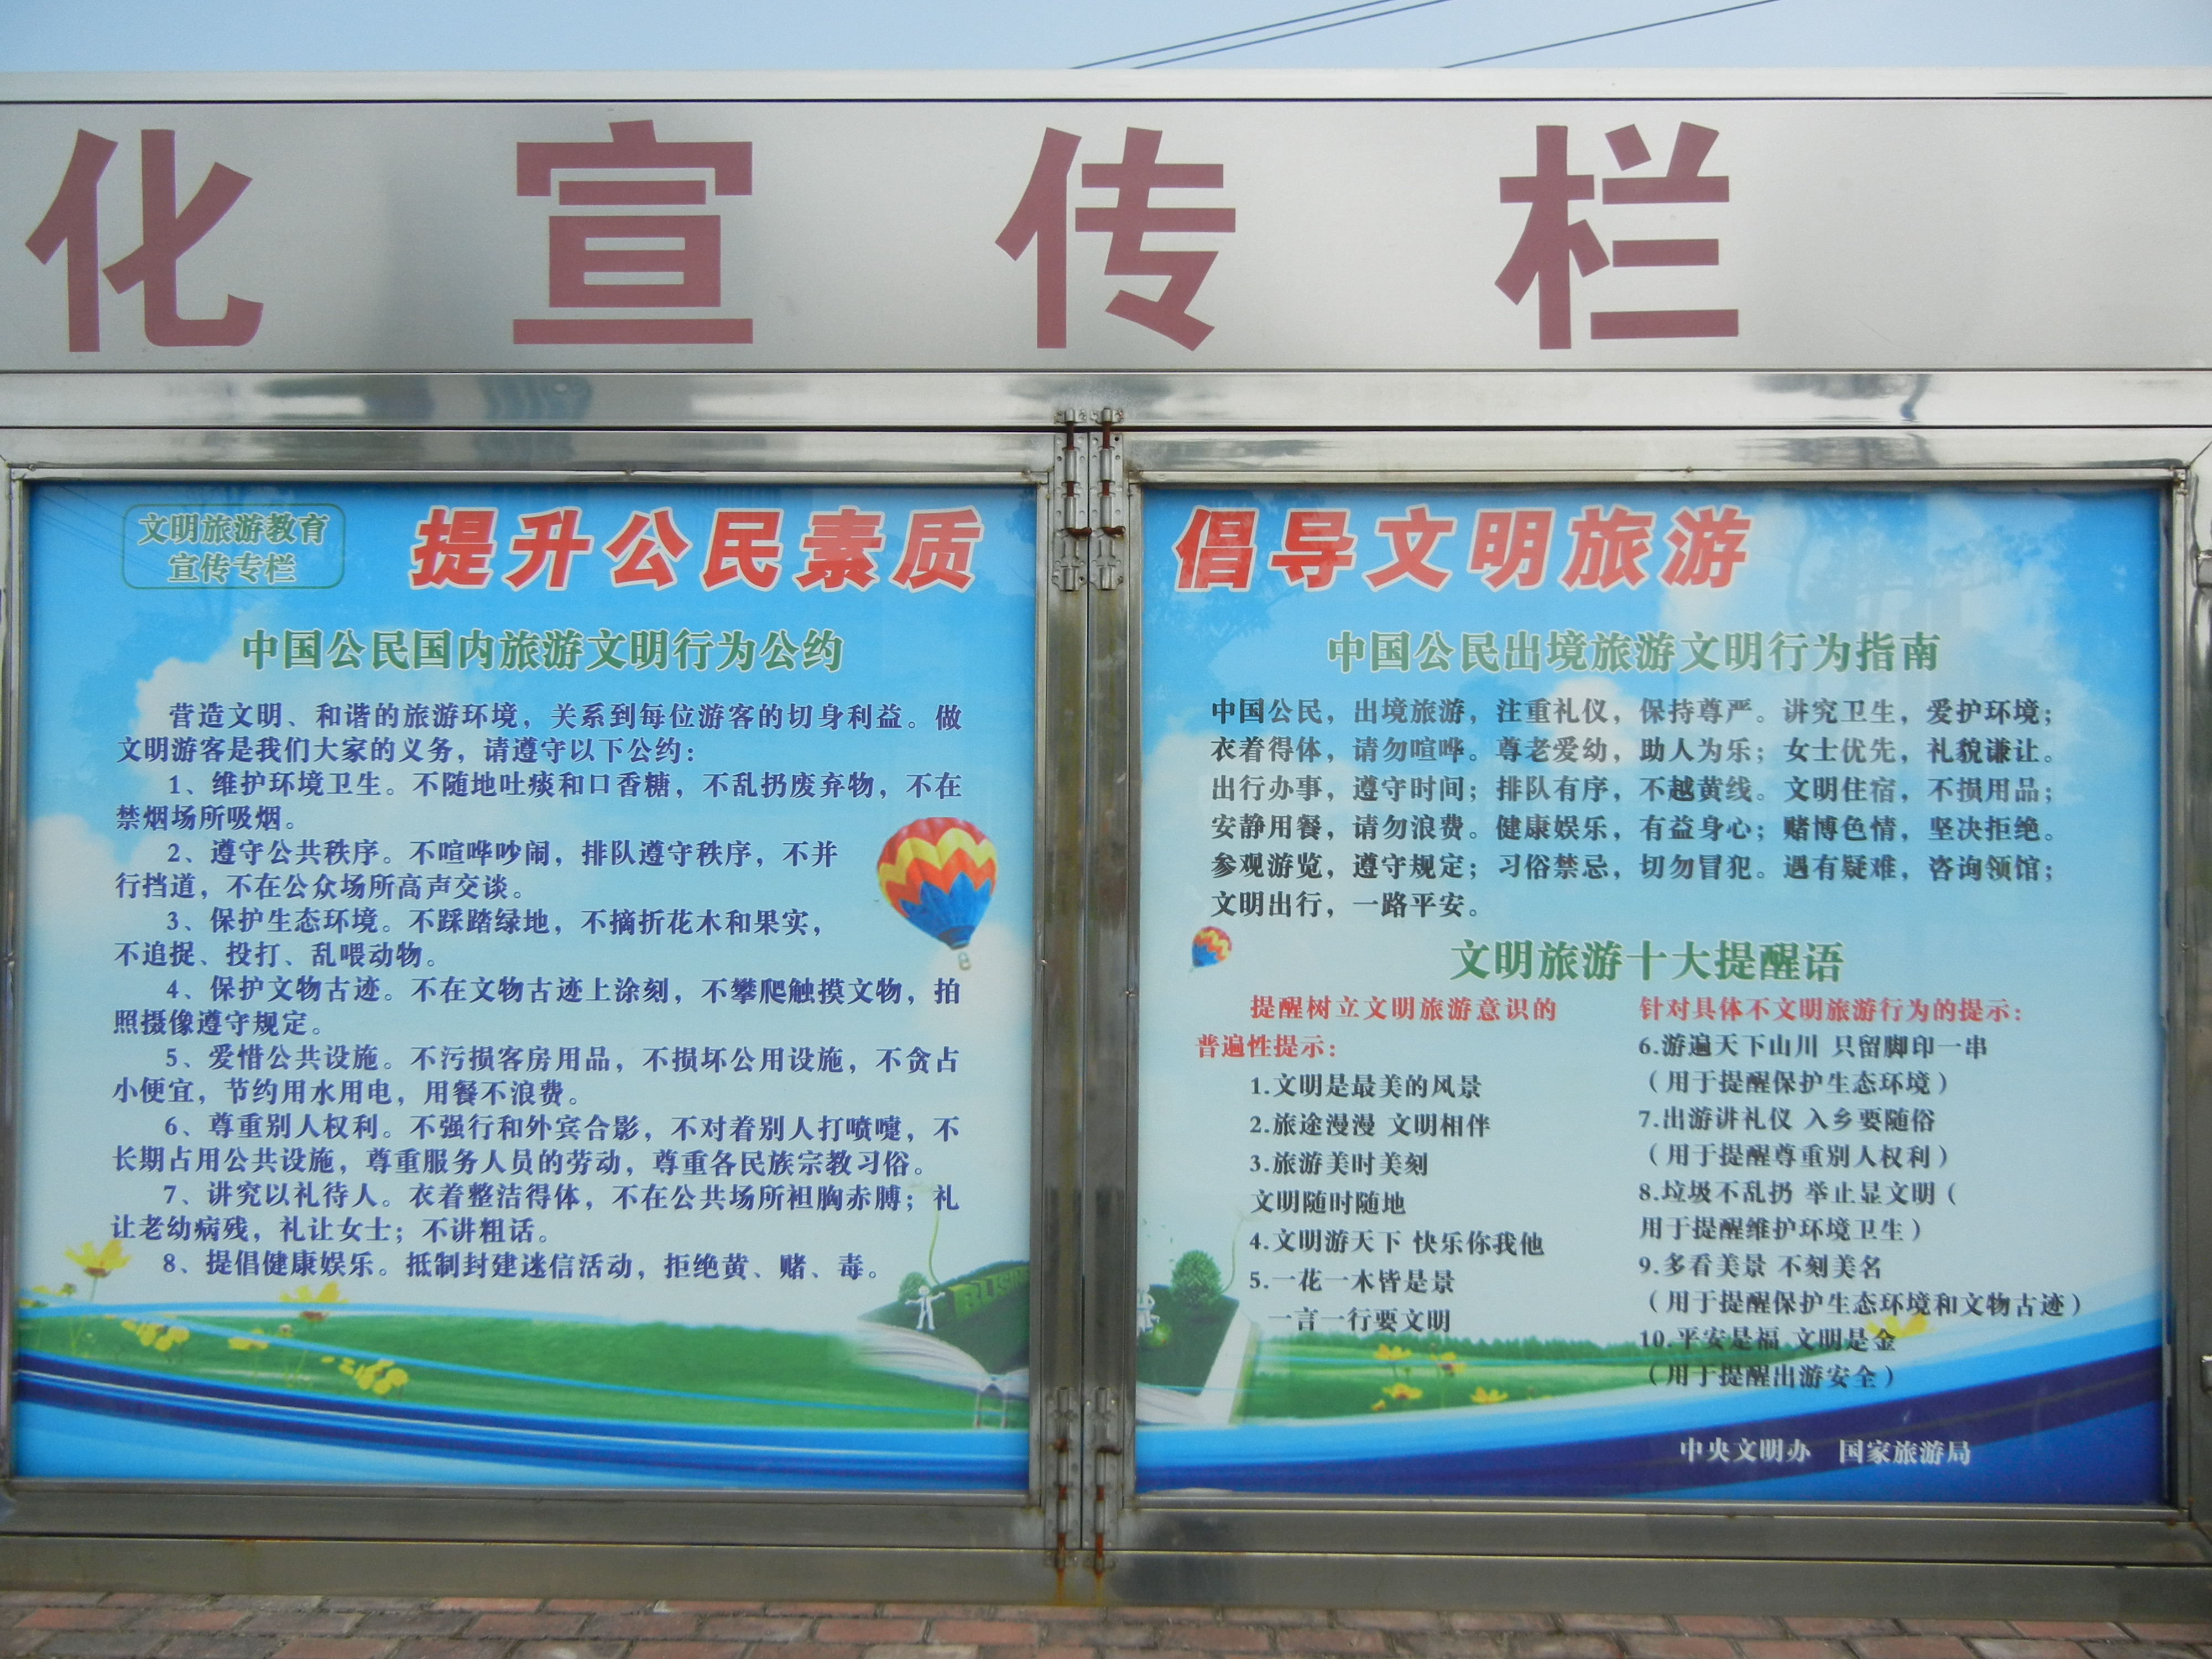 化宣传栏
文明旅游教育
宣传专栏
提升公民素质
中国公民国内旅游文明行为公约
营造文明、和谐的旅游环境，关系到每位游客的切身利益。做
文明游客是我们大家的义务，请遵守以下公约：
1、维护环境卫生。不随地吐痰和口香糖，不乱扔废弃物，不在
禁烟场所吸烟。
2、遵守公共秩序。不喧哗吵闹，排队遵守秩序，不并
行挡道，不在公众场所高声交谈。
3、保护生态环境。不踩踏绿地，不摘折花木和果实，
不追捉、投打、乱喂动物。
4、保护文物古迹。不在文物古迹上涂刻，不攀爬触摸文物，拍
照摄像遵守规定。
5、爱惜公共设施。不污损客房用品，不损坏公用设施，不贪占
小便宜，节约用水用电，用餐不浪费。
6、尊重别人权利。不强行和外宾合影，不对着别人打喷嚏，不
长期占用公共设施，尊重服务人员的劳动，尊重各民族宗教习俗。
7、讲究以礼待人。衣着整洁得体，不在公共场所袒胸赤膊；礼
让老幼病残，礼让女士；不讲粗话。
8、提倡健康娱乐。抵制封建迷信活动，拒绝黄、赌、毒。
倡导文明旅游
中国公民出境旅游文明行为指南
中国公民，出境旅游，注重礼仪，保持尊严。讲究卫生，爱护环境；
衣着得体，请勿喧哗。尊老爱幼，助人为乐；女士优先，礼貌谦让。
出行办事，遵守时间；排队有序，不越黄线。文明住宿，不损用品；
安静用餐，请勿浪费。健康娱乐，有益身心；赌博色情，坚决拒绝。
参观游览，遵守规定；习俗禁忌，切勿冒犯。遇有疑难，咨询领馆；
文明出行，一路平安。
文明旅游十大提醒语
提醒树立文明旅游意识的
普遍性提示：
1.文明是最美的风景
2.旅途漫漫 文明相伴
3.旅游美时美刻
文明随时随地
4.文明游天下 快乐你我他
5.一花一木皆是景
一言一行要文明
针对具体不文明旅游行为的提示：
6.游遍天下山川 只留脚印一串
（用于提醒保护生态环境）
7.出游讲礼仪 入乡要随俗
（用于提醒尊重别人权利）
8.垃圾不乱扔 举止显文明（
用于提醒维护环境卫生）
9.多看美景 不刻美名
（用于提醒保护生态环境和文物古迹）
10.平安是福 文明是金
（用于提醒出游安全）
中央文明办 国家旅游局